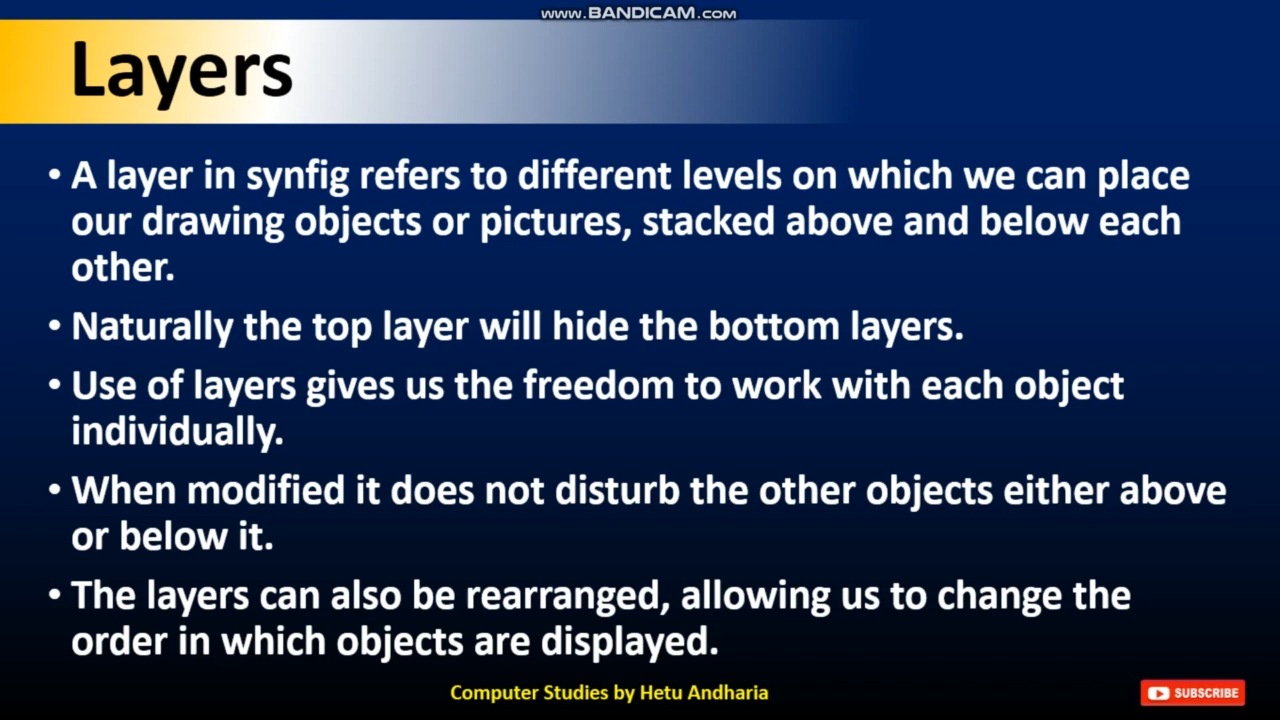 www.BANDICAM.com
Layers
• A layer in synfig refers to different levels on which we can place
our drawing objects or pictures, stacked above and below each
other.
• Naturally the top layer will hide the bottom layers.
• Use of layers gives us the freedom to work with each object
individually.
• When modified it does not disturb the other objects either above
or below it.
• The layers can also be rearranged, allowing us to change the
order in which objects are displayed.
Computer Studies by Hetu Andharia
SUBSCRIBE